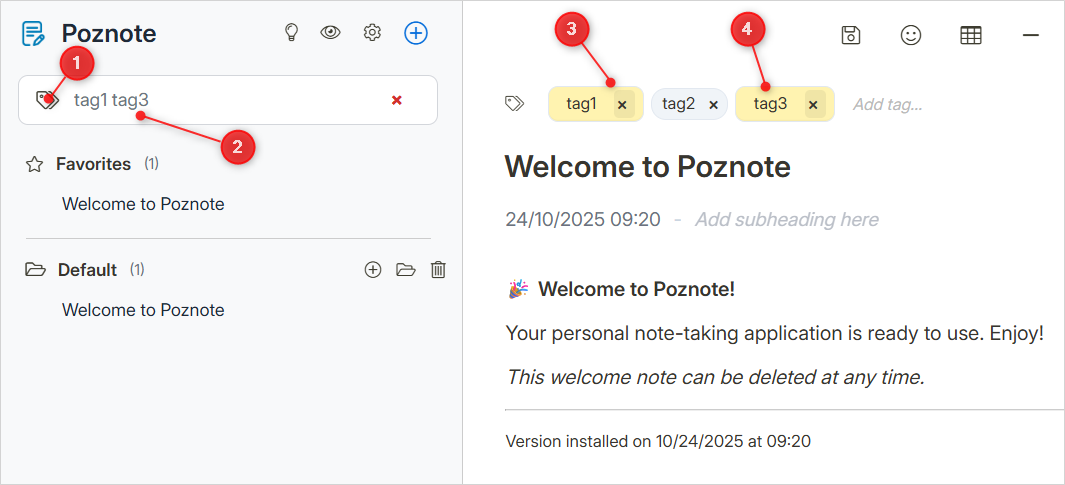 Poznote
1
tag1 tag3
2
Favorites (1)
Welcome to Poznote
Default (1)
Welcome to Poznote
3
4
tag1 × tag2 × tag3 × Add tag...
Welcome to Poznote
24/10/2025 09:20 - Add subheading here
🎉 Welcome to Poznote!
Your personal note-taking application is ready to use. Enjoy!
This welcome note can be deleted at any time.
Version installed on 10/24/2025 at 09:20